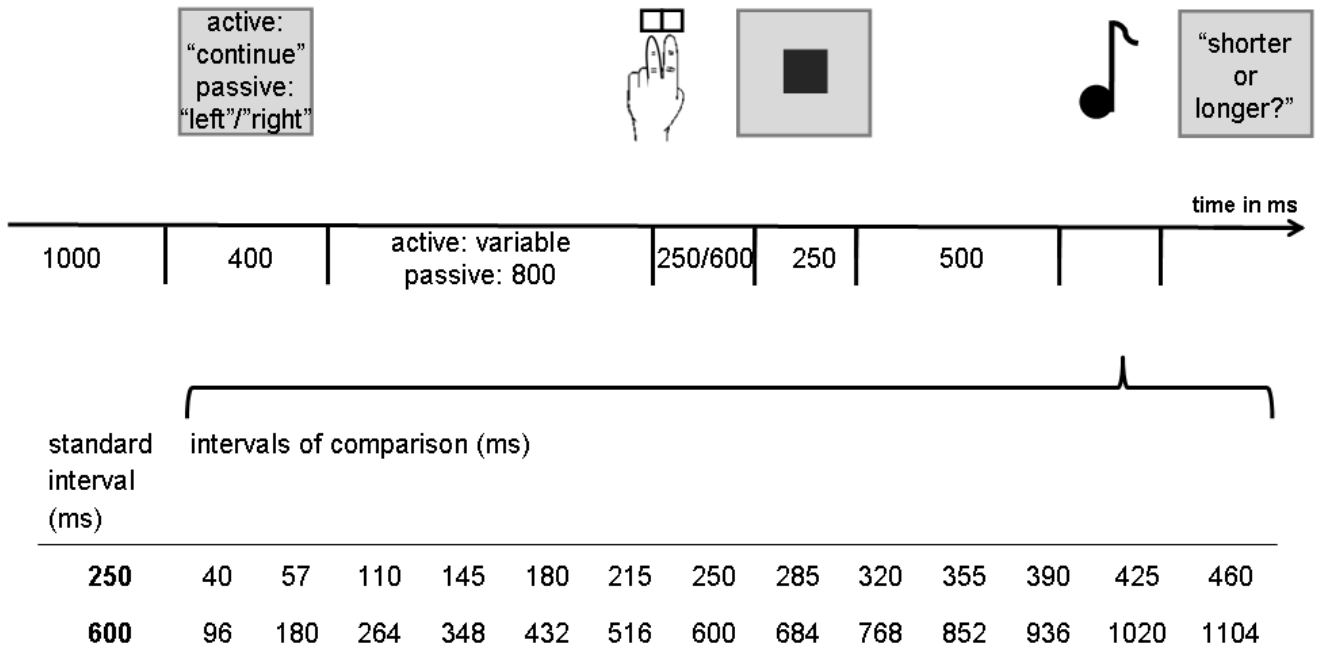 active:
“continue”
passive:
“left”/”right”
“shorter
or
longer?”
time in ms
1000
400
active: variable
passive: 800
250/600
250
500
standard
interval
(ms)
intervals of comparison (ms)
250 40 57 110 145 180 215 250 285 320 355 390 425 460
600 96 180 264 348 432 516 600 684 768 852 936 1020 1104